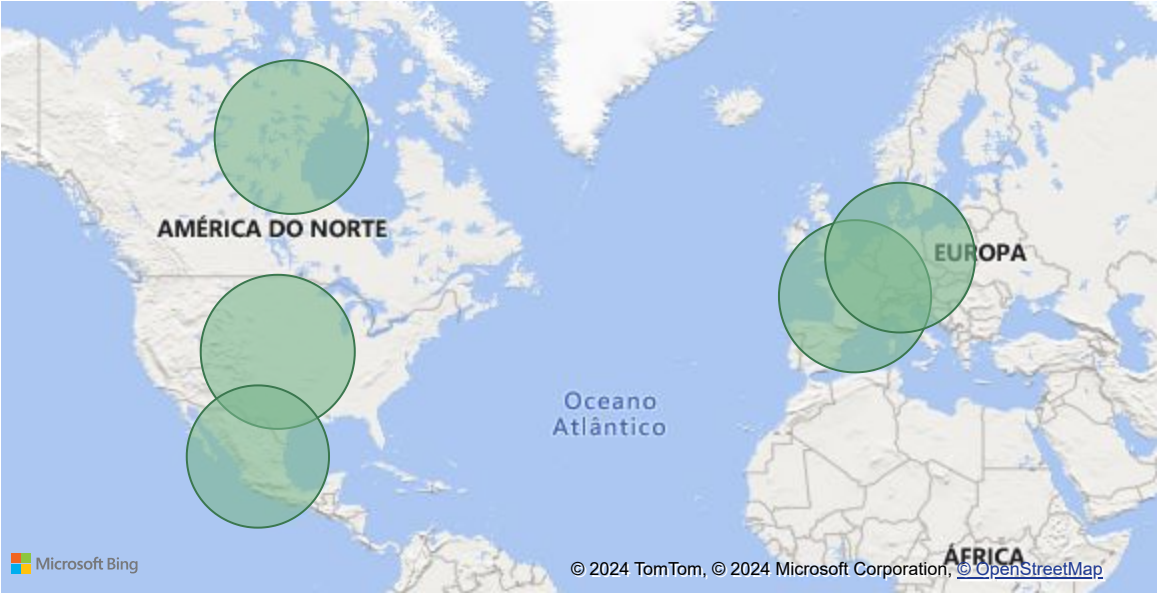 AMÉRICA DO NORTE
EUROPA
Oceano
Atlântico
ÁFRICA
Microsoft Bing
© 2024 TomTom, © 2024 Microsoft Corporation, © OpenStreetMap